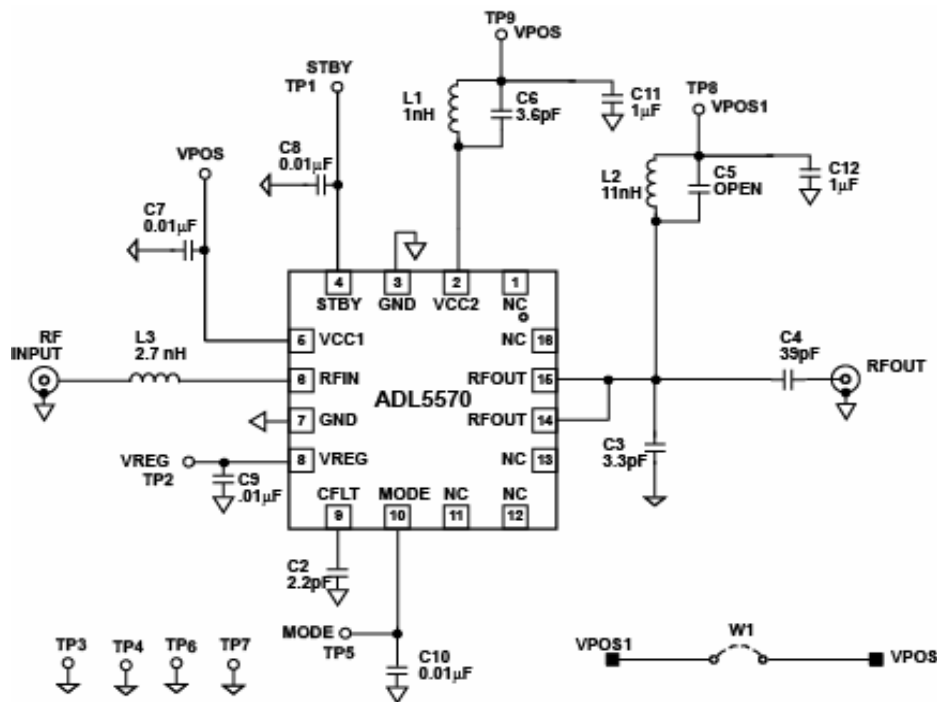 TP9
VPOS
STBY
TP1
L1
1nH
C6
3.6pF
C11
1µF
TP8
VPOS1
C8
0.01µF
VPOS
L2
11nH
C5
OPEN
C12
1µF
C7
0.01µF
4
3
2
1
STBY
GND
VCC2
NC
RF
INPUT
L3
2.7 nH
5
VCC1
NC
16
C4
39pF
6
RFIN
RFOUT
15
RFOUT
ADL5570
7
GND
RFOUT
14
VREG
TP2
8
VREG
NC
13
C3
3.3pF
C9
.01µF
CFLT
MODE
NC
NC
9
10
11
12
C2
2.2pF
MODE
TP5
C10
0.01µF
TP3
TP4
TP6
TP7
VPOS1
W1
VPOS